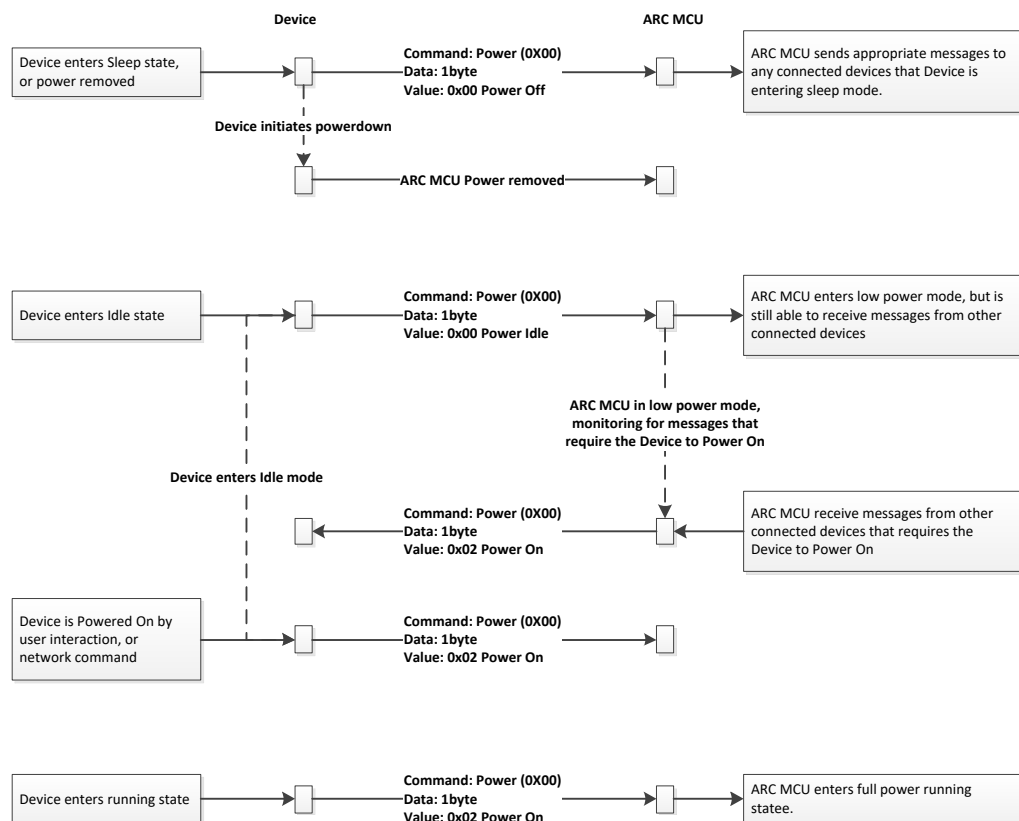 Device
ARC MCU
Device enters Sleep state,
or power removed
Command: Power (0X00)
Data: 1byte
Value: 0x00 Power Off
ARC MCU sends appropriate messages to
any connected devices that Device is
entering sleep mode.
Device initiates powerdown
ARC MCU Power removed
Device enters Idle state
Command: Power (0X00)
Data: 1byte
Value: 0x00 Power Idle
ARC MCU enters low power mode, but is
still able to receive messages from other
connected devices
ARC MCU in low power mode,
monitoring for messages that
require the Device to Power On
Device enters Idle mode
Command: Power (0X00)
Data: 1byte
Value: 0x02 Power On
ARC MCU receive messages from other
connected devices that requires the
Device to Power On
Device is Powered On by
user interaction, or
network command
Command: Power (0X00)
Data: 1byte
Value: 0x02 Power On
Device enters running state
Command: Power (0X00)
Data: 1byte
Value: 0x02 Power On
ARC MCU enters full power running
statee.